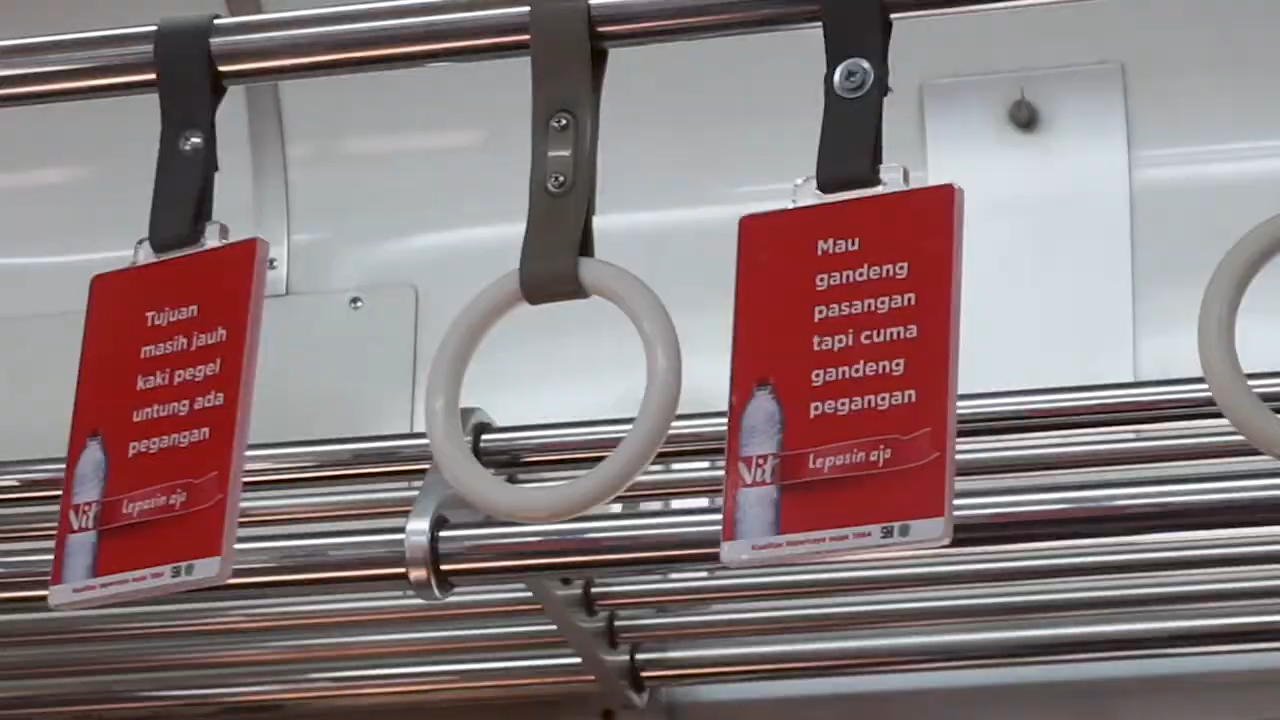 Tujuan
masih jauh
kaki pegel
untung ada
pegangan
Vit
Lepasin aja
Mau
gandeng
pasangan
tapi cuma
gandeng
pegangan
Vit
Lepasin aja